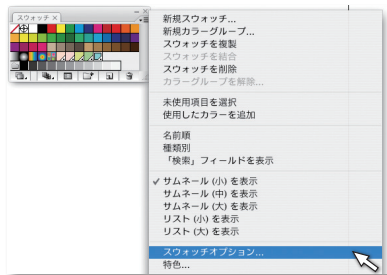 スウォッチ ×
新規スウォッチ...
新規カラーグループ...
スウォッチを複製
スウォッチを結合
スウォッチを削除
カラーグループを解除...
未使用項目を選択
使用したカラーを追加
名前順
種類別
「検索」フィールドを表示
✓ サムネール (小) を表示
サムネール (中) を表示
サムネール (大) を表示
リスト (小) を表示
リスト (大) を表示
スウォッチオプション...
特色...